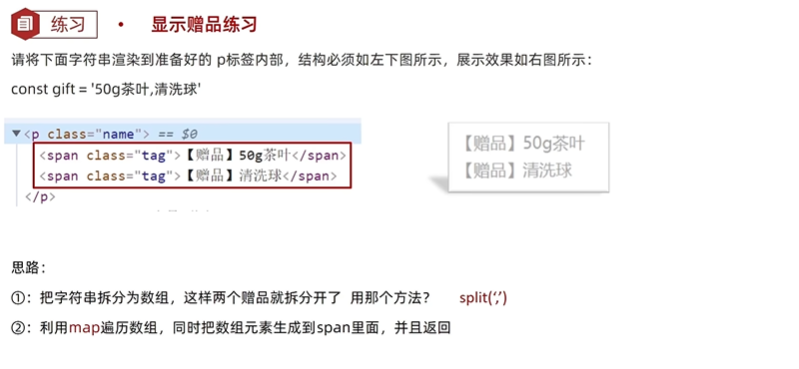 练习 · 显示赠品练习
请将下面字符串渲染到准备好的 p标签内部，结构必须如左下图所示，展示效果如右图所示：
const gift = '50g茶叶,清洗球'
▼<p class="name"> == $0
<span class="tag">【赠品】50g茶叶</span>
<span class="tag">【赠品】清洗球</span>
</p>
【赠品】50g茶叶
【赠品】清洗球
思路：
①：把字符串拆分为数组，这样两个赠品就拆分开了 用那个方法？ split(‘,’)
②：利用map遍历数组，同时把数组元素生成到span里面，并且返回